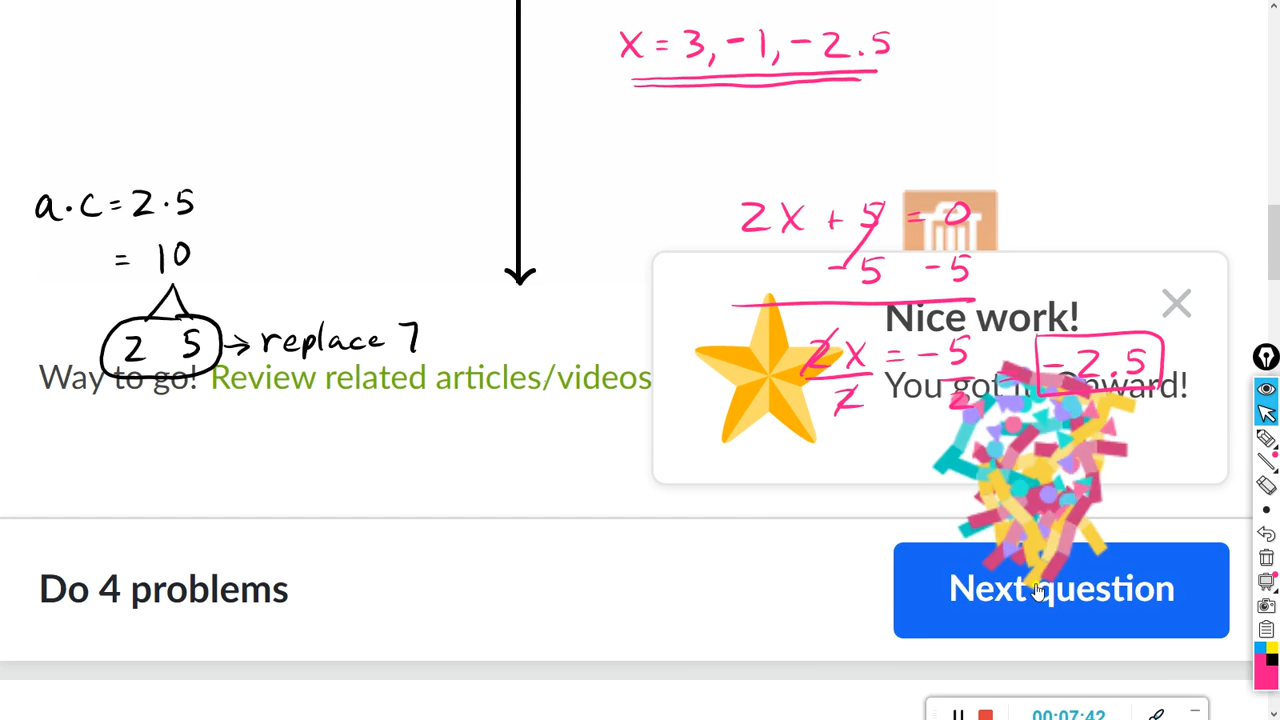 x = 3, -1, -2.5
a·c = 2·5
= 10
2 5 → replace 7
2x + 5 = 0
-5 -5
2x = -5
2 2
-2.5
Nice work!
You got it. Onward!
Way to go! Review related articles/videos
Do 4 problems
Next question
00:07:42